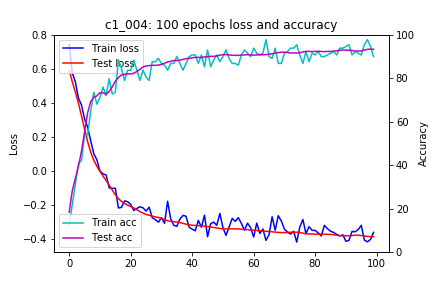 c1_004: 100 epochs loss and accuracy
Train loss
Test loss
Train acc
Test acc
Loss
Accuracy
0.8
0.6
0.4
0.2
0.0
−0.2
−0.4
100
80
60
40
20
0
0 20 40 60 80 100